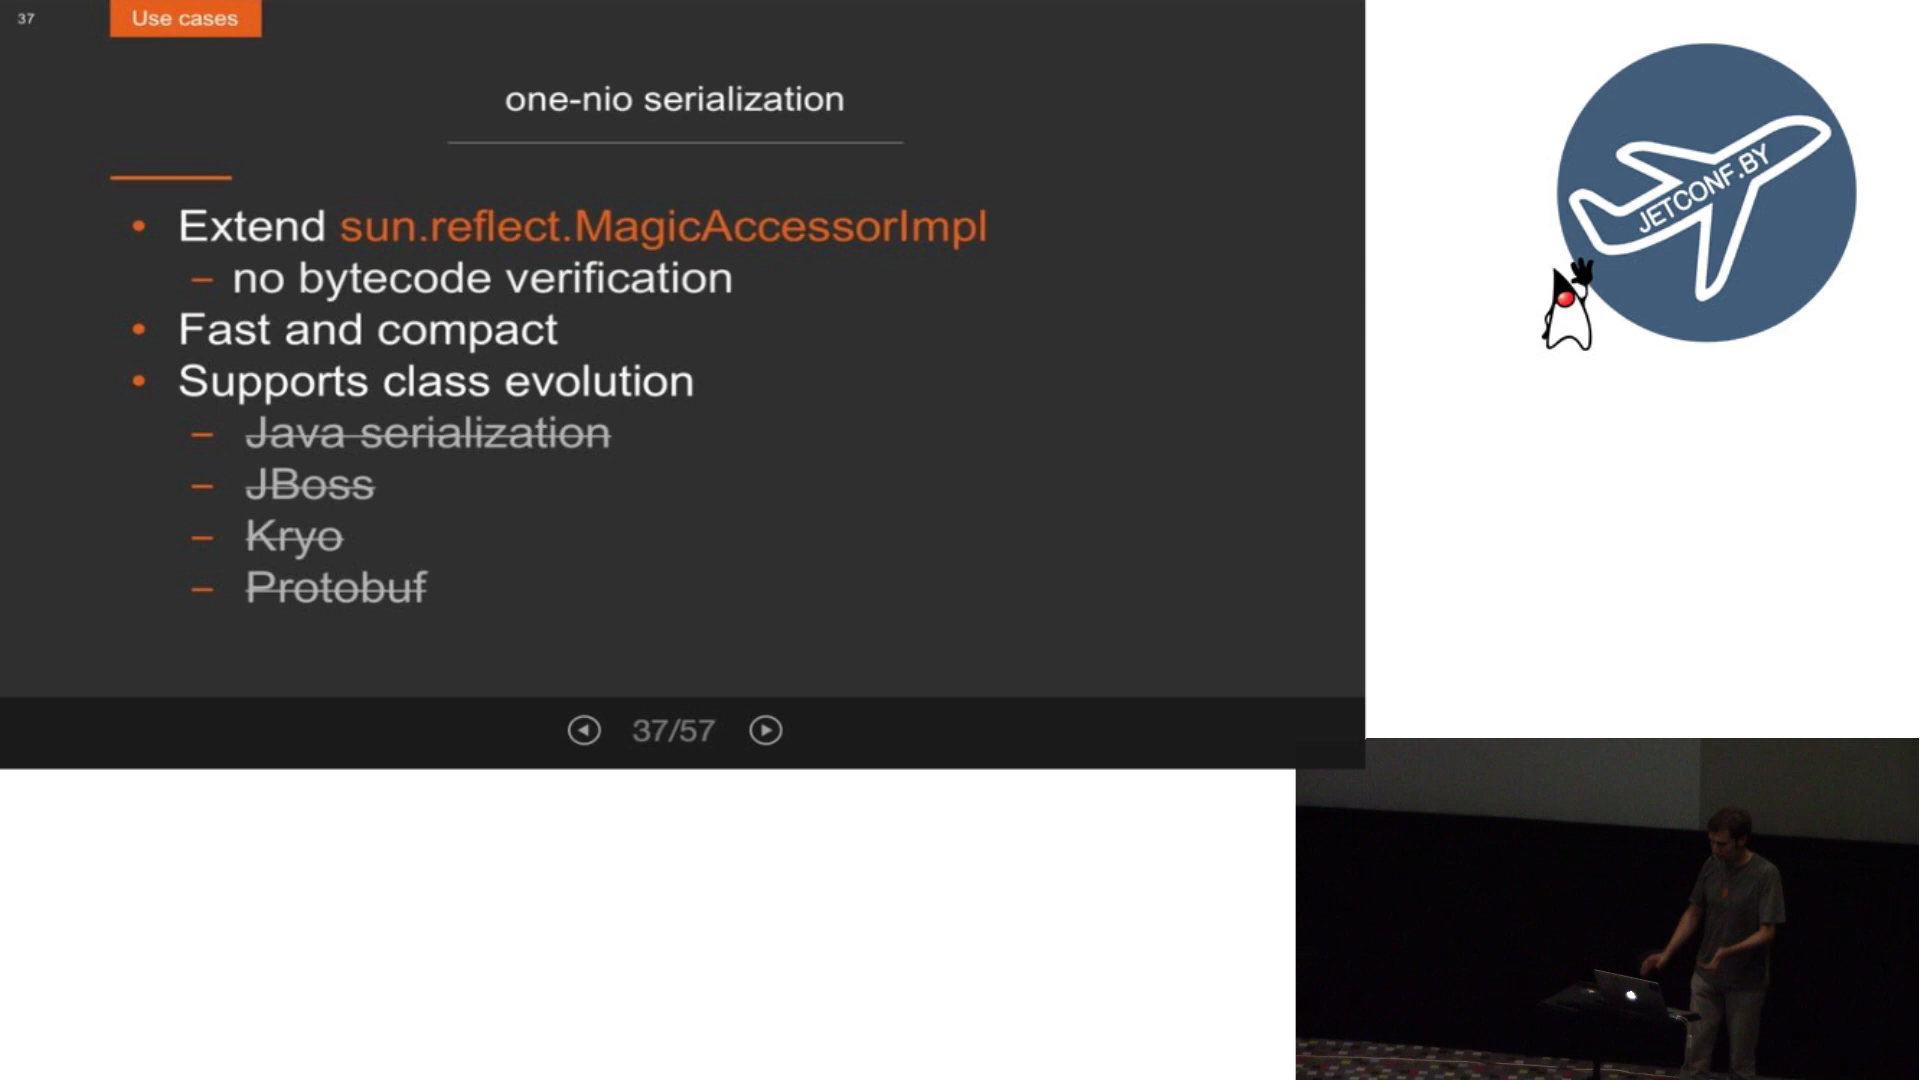 37
Use cases
one-nio serialization
• Extend sun.reflect.MagicAccessorImpl
– no bytecode verification
• Fast and compact
• Supports class evolution
– Java serialization
– JBoss
– Kryo
– Protobuf
37/57
JETCONF.BY